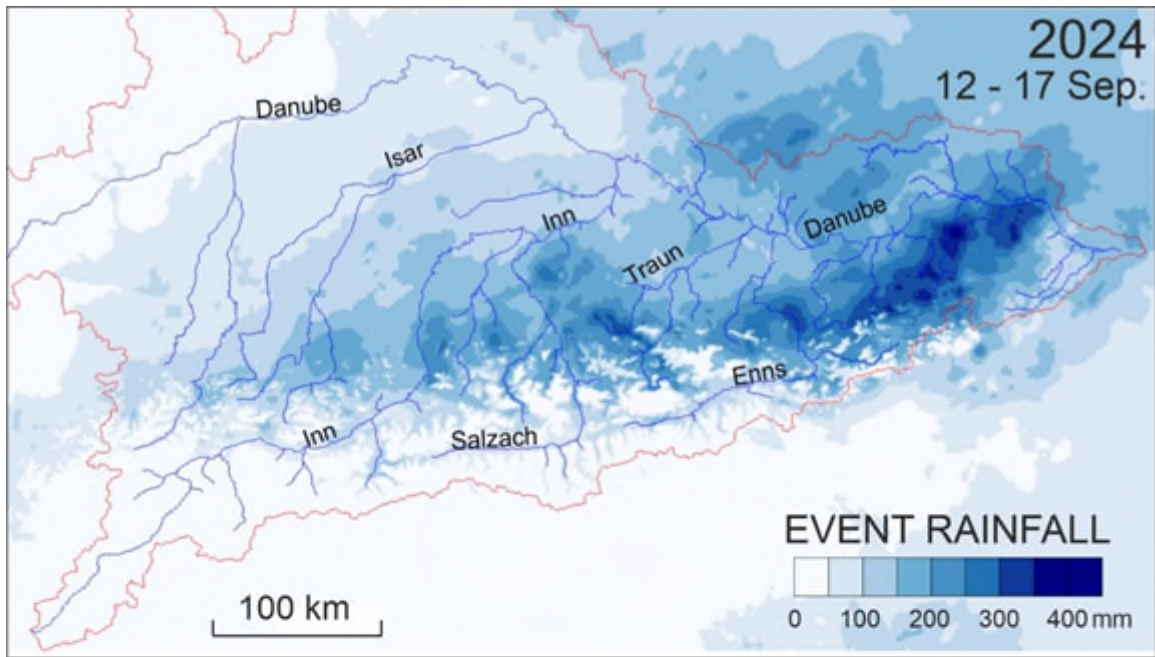 2024
12 - 17 Sep.
Danube
Isar
Inn
Danube
Traun
Enns
Inn
Salzach
EVENT RAINFALL
0 100 200 300 400 mm
100 km